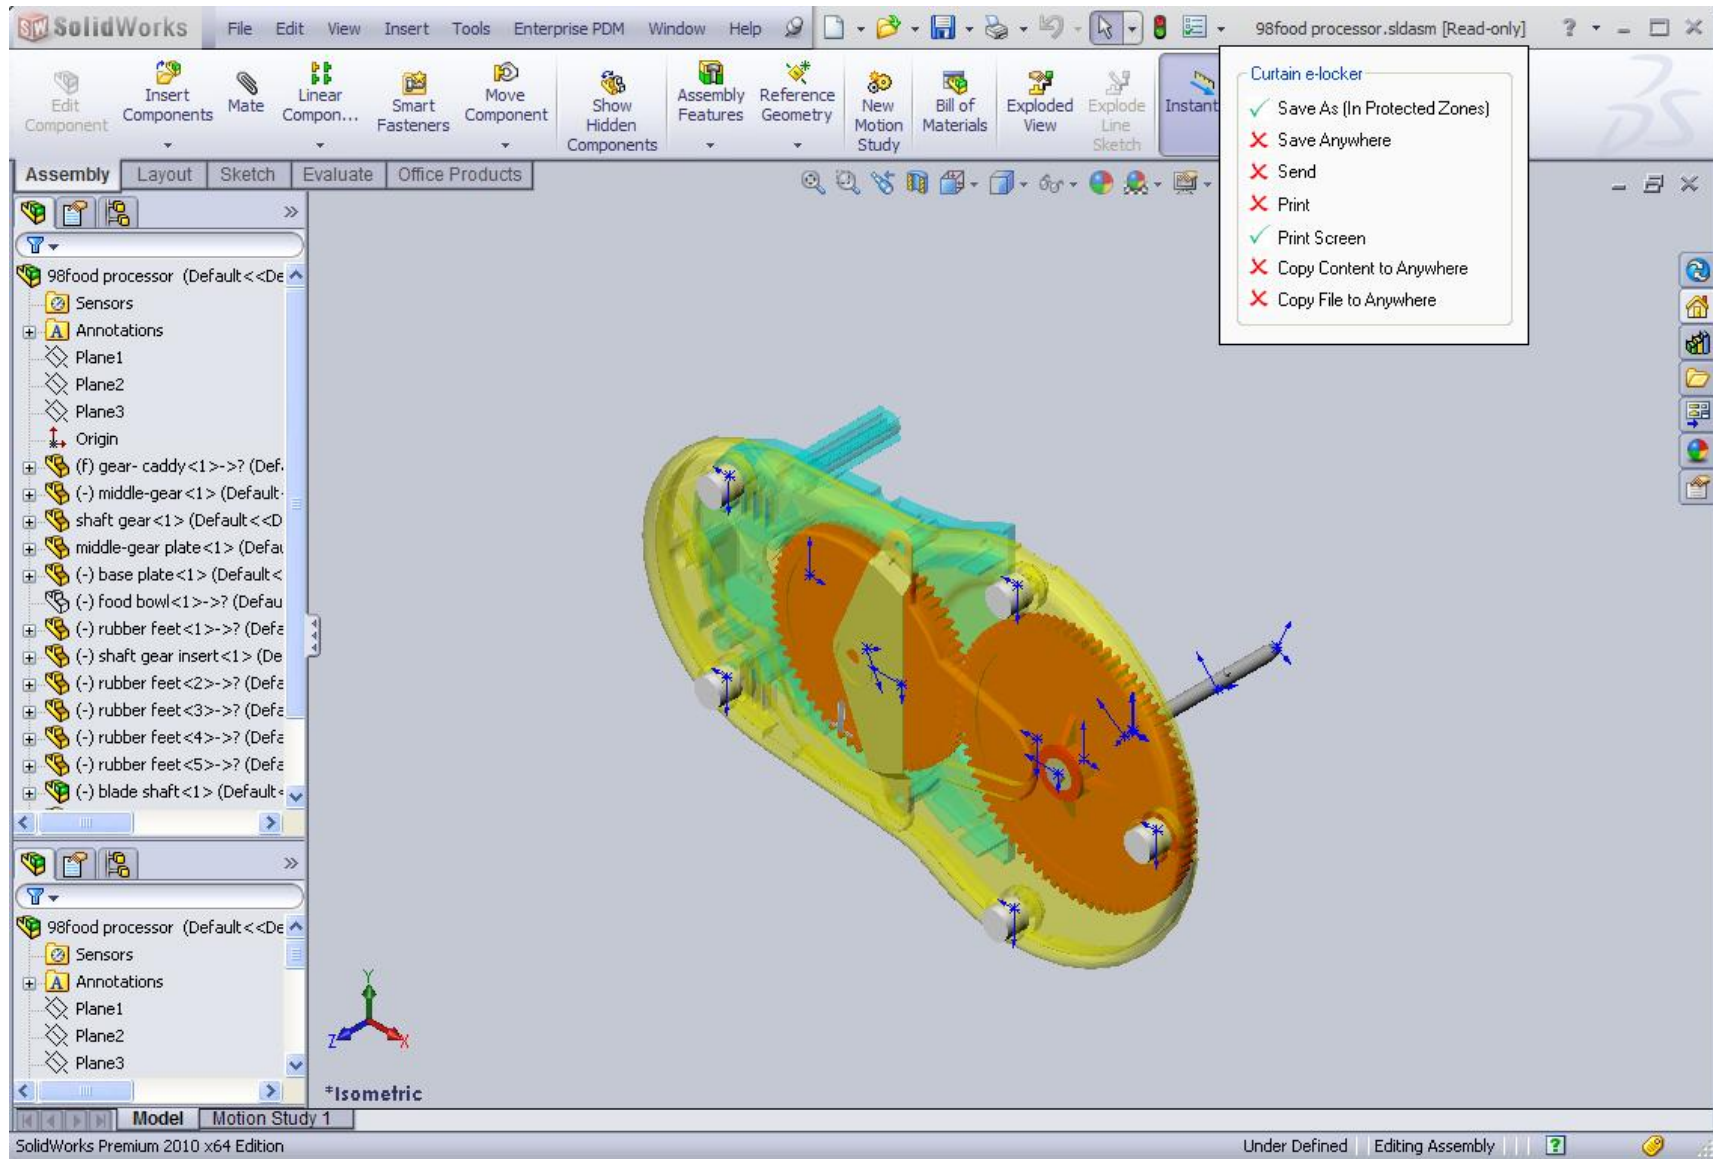 SolidWorks File Edit View Insert Tools Enterprise PDM Window Help 98food processor.sldasm [Read-only] ?
Edit Component
Insert Components
Mate
Linear Compon...
Smart Fasteners
Move Component
Show Hidden Components
Assembly Features
Reference Geometry
New Motion Study
Bill of Materials
Exploded View
Explode Line Sketch
Instant
Curtain e-locker
Save As (In Protected Zones)
Save Anywhere
Send
Print
Print Screen
Copy Content to Anywhere
Copy File to Anywhere
Assembly Layout Sketch Evaluate Office Products
98food processor (Default<<De
Sensors
Annotations
Plane1
Plane2
Plane3
Origin
(f) gear- caddy<1>->? (Def
(-) middle-gear<1> (Default
shaft gear<1> (Default<<D
middle-gear plate<1> (Defau
(-) base plate<1> (Default<
(-) food bowl<1>->? (Defau
(-) rubber feet<1>->? (Defa
(-) shaft gear insert<1> (De
(-) rubber feet<2>->? (Defa
(-) rubber feet<3>->? (Defa
(-) rubber feet<4>->? (Defa
(-) rubber feet<5>->? (Defa
(-) blade shaft<1> (Default<
98food processor (Default<<De
Sensors
Annotations
Plane1
Plane2
Plane3
Y
Z X
*Isometric
Model Motion Study 1
SolidWorks Premium 2010 x64 Edition Under Defined Editing Assembly ?